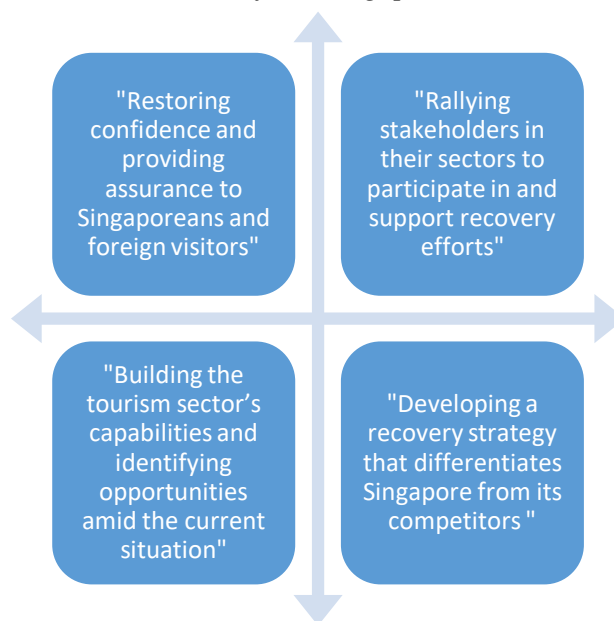 "Restoring
confidence and
providing
assurance to
Singaporeans and
foreign visitors"
"Rallying
stakeholders in
their sectors to
participate in and
support recovery
efforts"
"Building the
tourism sector’s
capabilities and
identifying
opportunities
amid the current
situation"
"Developing a
recovery strategy
that differentiates
Singapore from its
competitors "